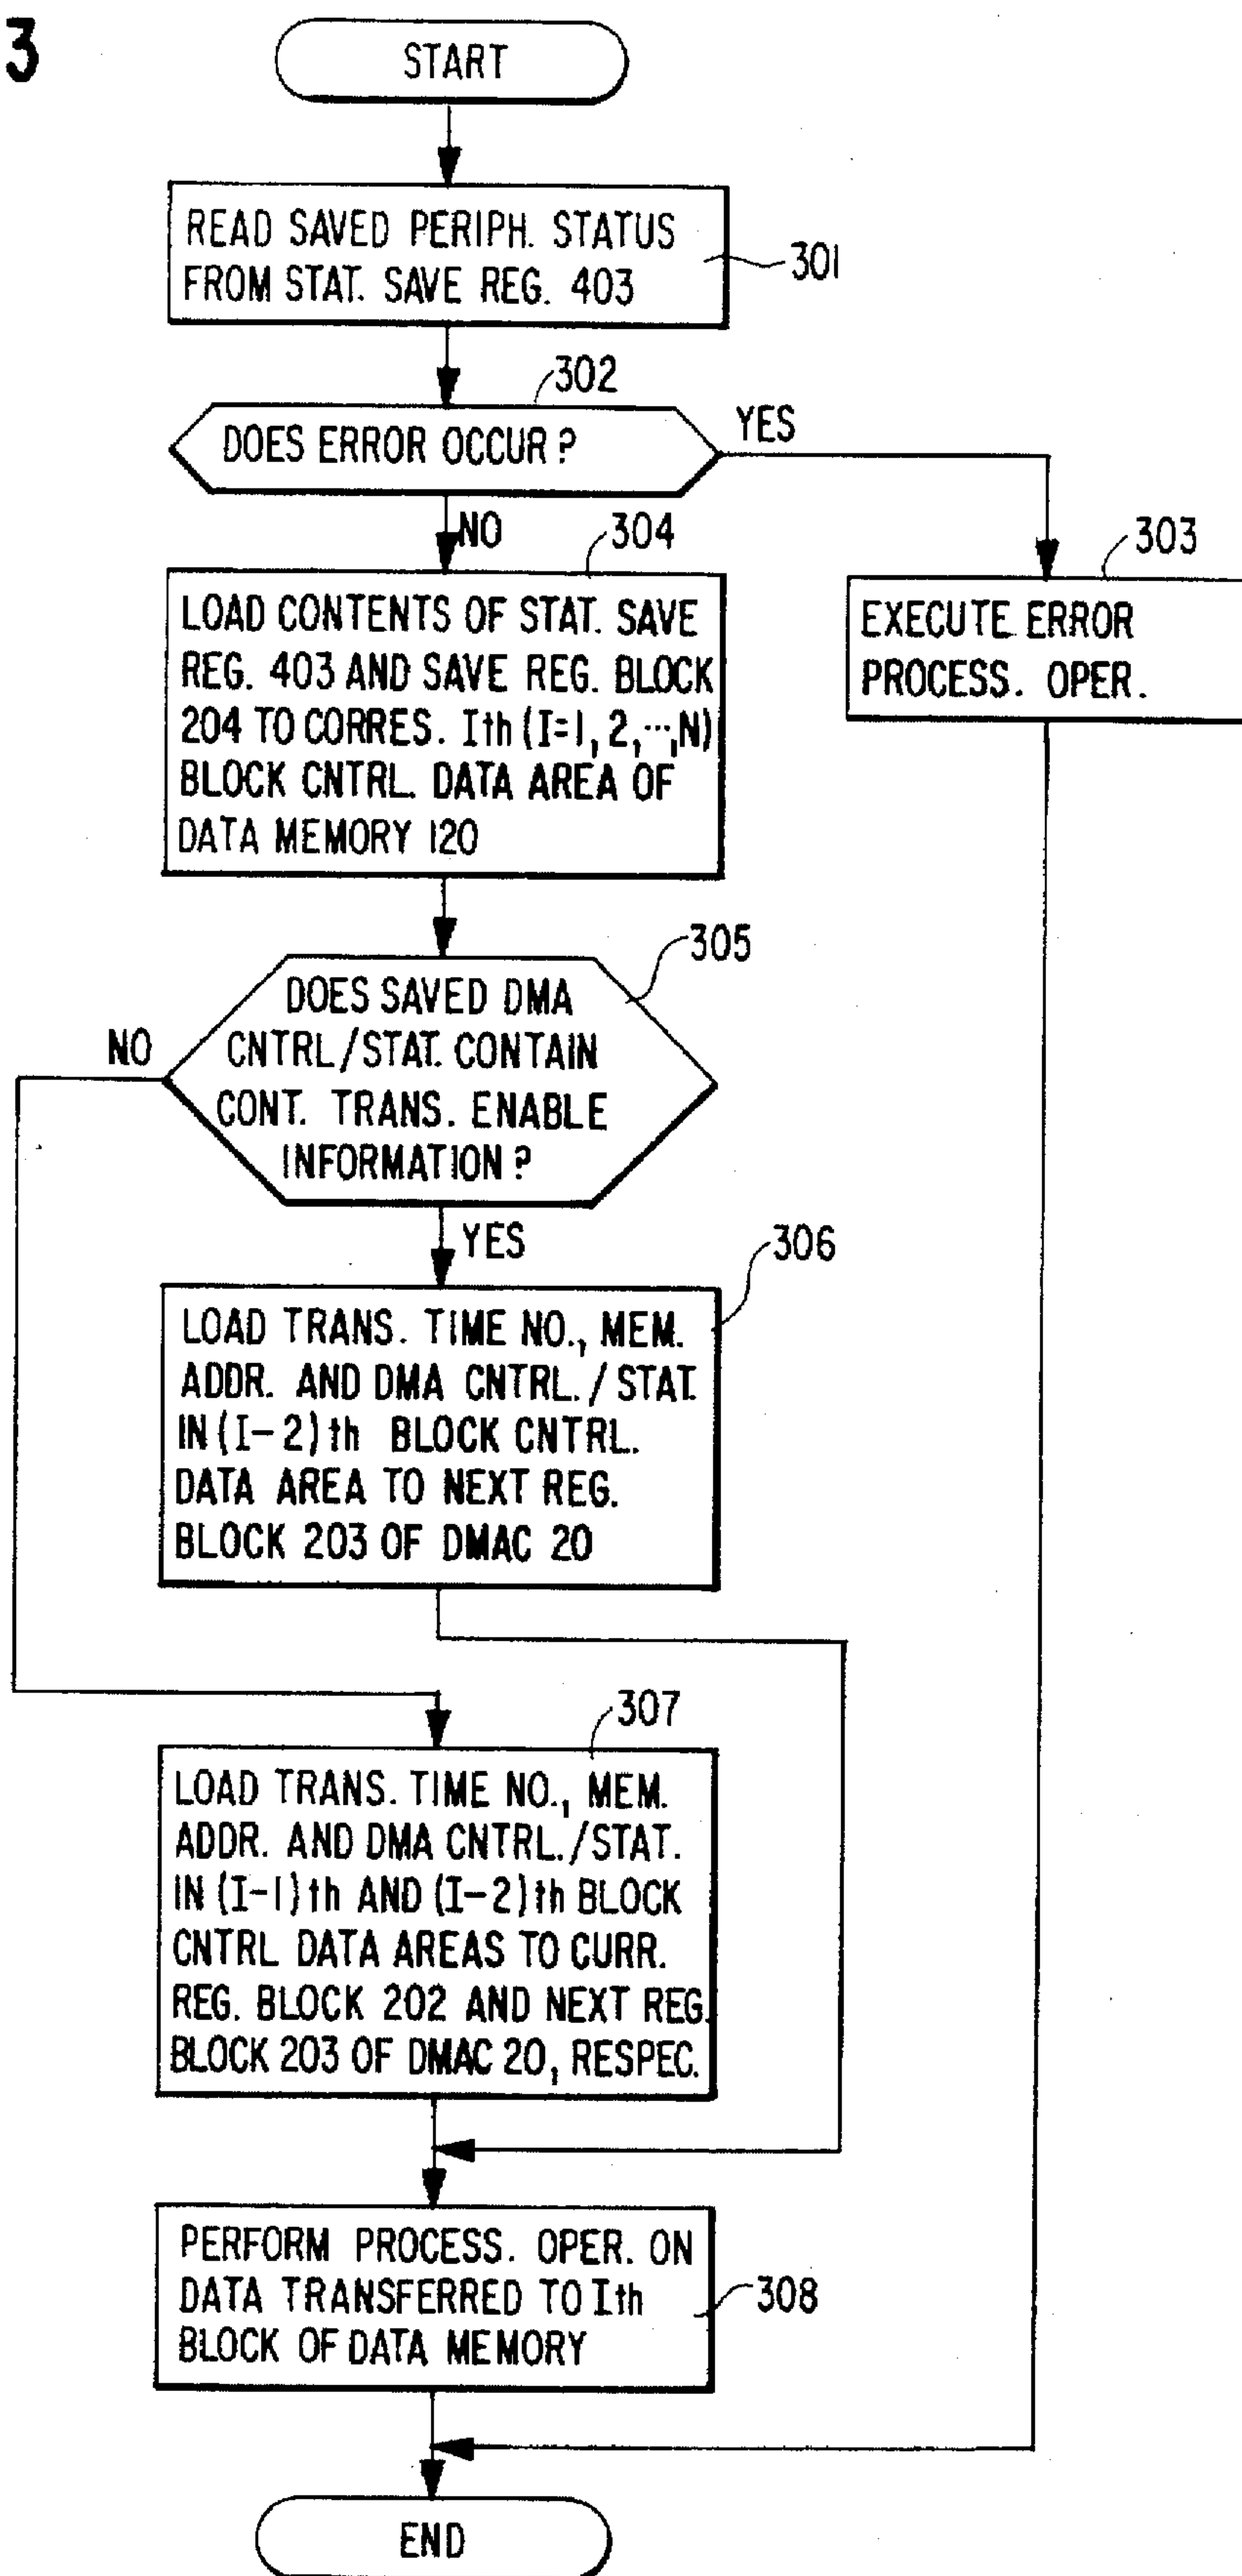 3
START
READ SAVED PERIPH. STATUS
FROM STAT. SAVE REG. 403
301
302
DOES ERROR OCCUR?
YES
NO
304
303
LOAD CONTENTS OF STAT. SAVE
REG. 403 AND SAVE REG. BLOCK
204 TO CORRES. Ith (I=1, 2, ···, N)
BLOCK CNTRL. DATA AREA OF
DATA MEMORY 120
EXECUTE ERROR
PROCESS. OPER.
305
DOES SAVED DMA
CNTRL/STAT. CONTAIN
CONT. TRANS. ENABLE
INFORMATION?
NO
YES
306
LOAD TRANS. TIME NO., MEM.
ADDR. AND DMA CNTRL./STAT.
IN (I-2)th BLOCK CNTRL.
DATA AREA TO NEXT REG.
BLOCK 203 OF DMAC 20
307
LOAD TRANS. TIME NO., MEM.
ADDR. AND DMA CNTRL./STAT.
IN (I-1)th AND (I-2)th BLOCK
CNTRL DATA AREAS TO CURR.
REG. BLOCK 202 AND NEXT REG.
BLOCK 203 OF DMAC 20, RESPEC.
PERFORM PROCESS. OPER. ON
DATA TRANSFERRED TO Ith
BLOCK OF DATA MEMORY
308
END